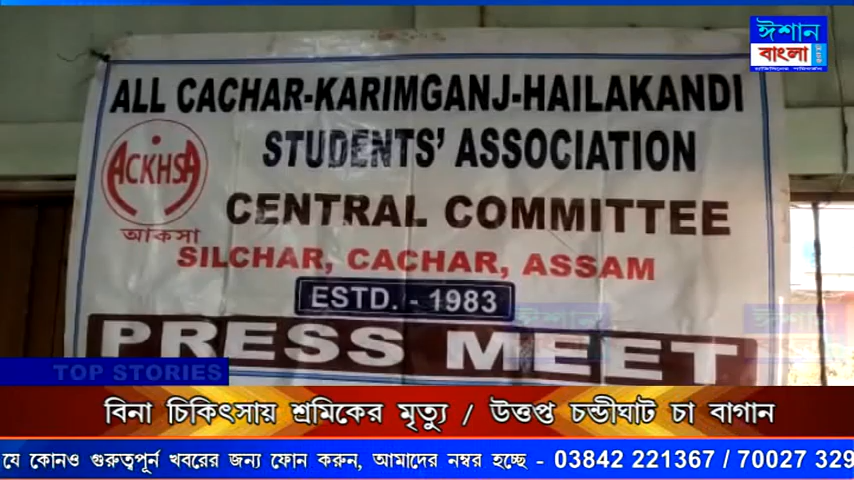 ঈশান
বাংলা
ALL CACHAR-KARIMGANJ-HAILAKANDI
STUDENTS' ASSOCIATION
ACKHSA
CENTRAL COMMITTEE
আকসা
SILCHAR, CACHAR, ASSAM
ESTD. - 1983
PRESS MEET
TOP STORIES
বিনা চিকিৎসায় শ্রমিকের মৃত্যু / উত্তপ্ত চন্ডীঘাট চা বাগান
যে কোনও গুরুত্বপূর্ন খবরের জন্য ফোন করুন, আমাদের নম্বর হচ্ছে - 03842 221367 / 70027 329